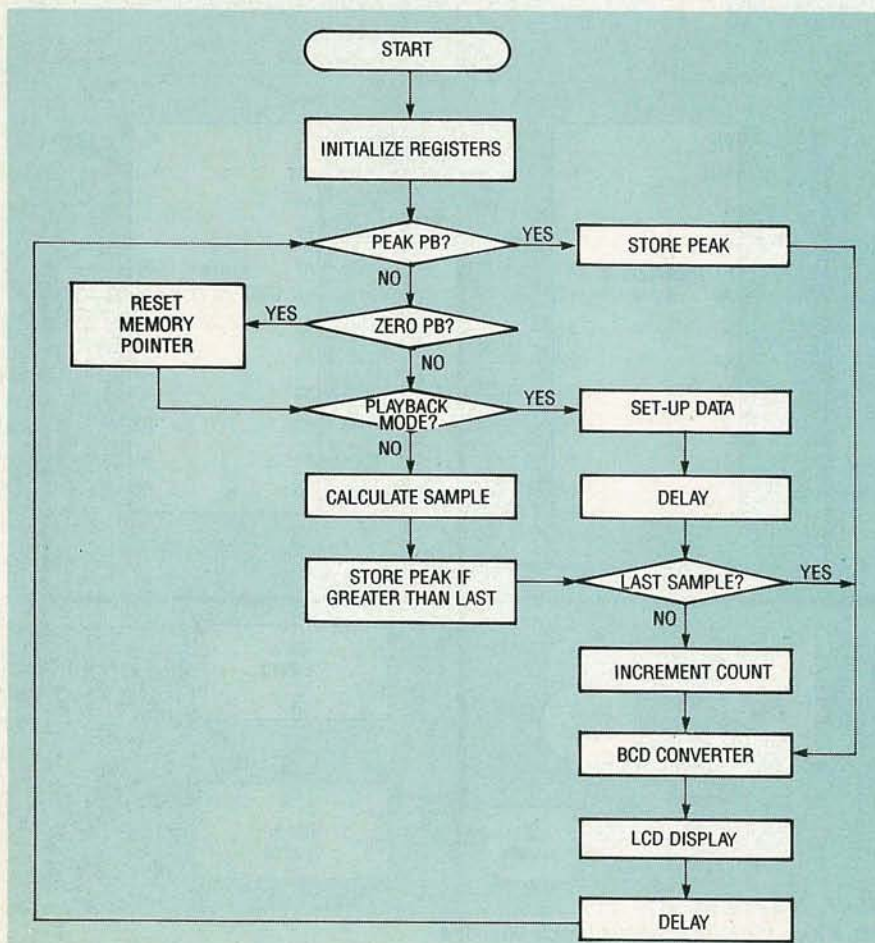 START
INITIALIZE REGISTERS
PEAK PB?
YES
STORE PEAK
NO
RESET
MEMORY
POINTER
YES
ZERO PB?
NO
PLAYBACK
MODE?
YES
SET-UP DATA
NO
CALCULATE SAMPLE
DELAY
STORE PEAK IF
GREATER THAN LAST
LAST SAMPLE?
YES
NO
INCREMENT COUNT
BCD CONVERTER
LCD DISPLAY
DELAY